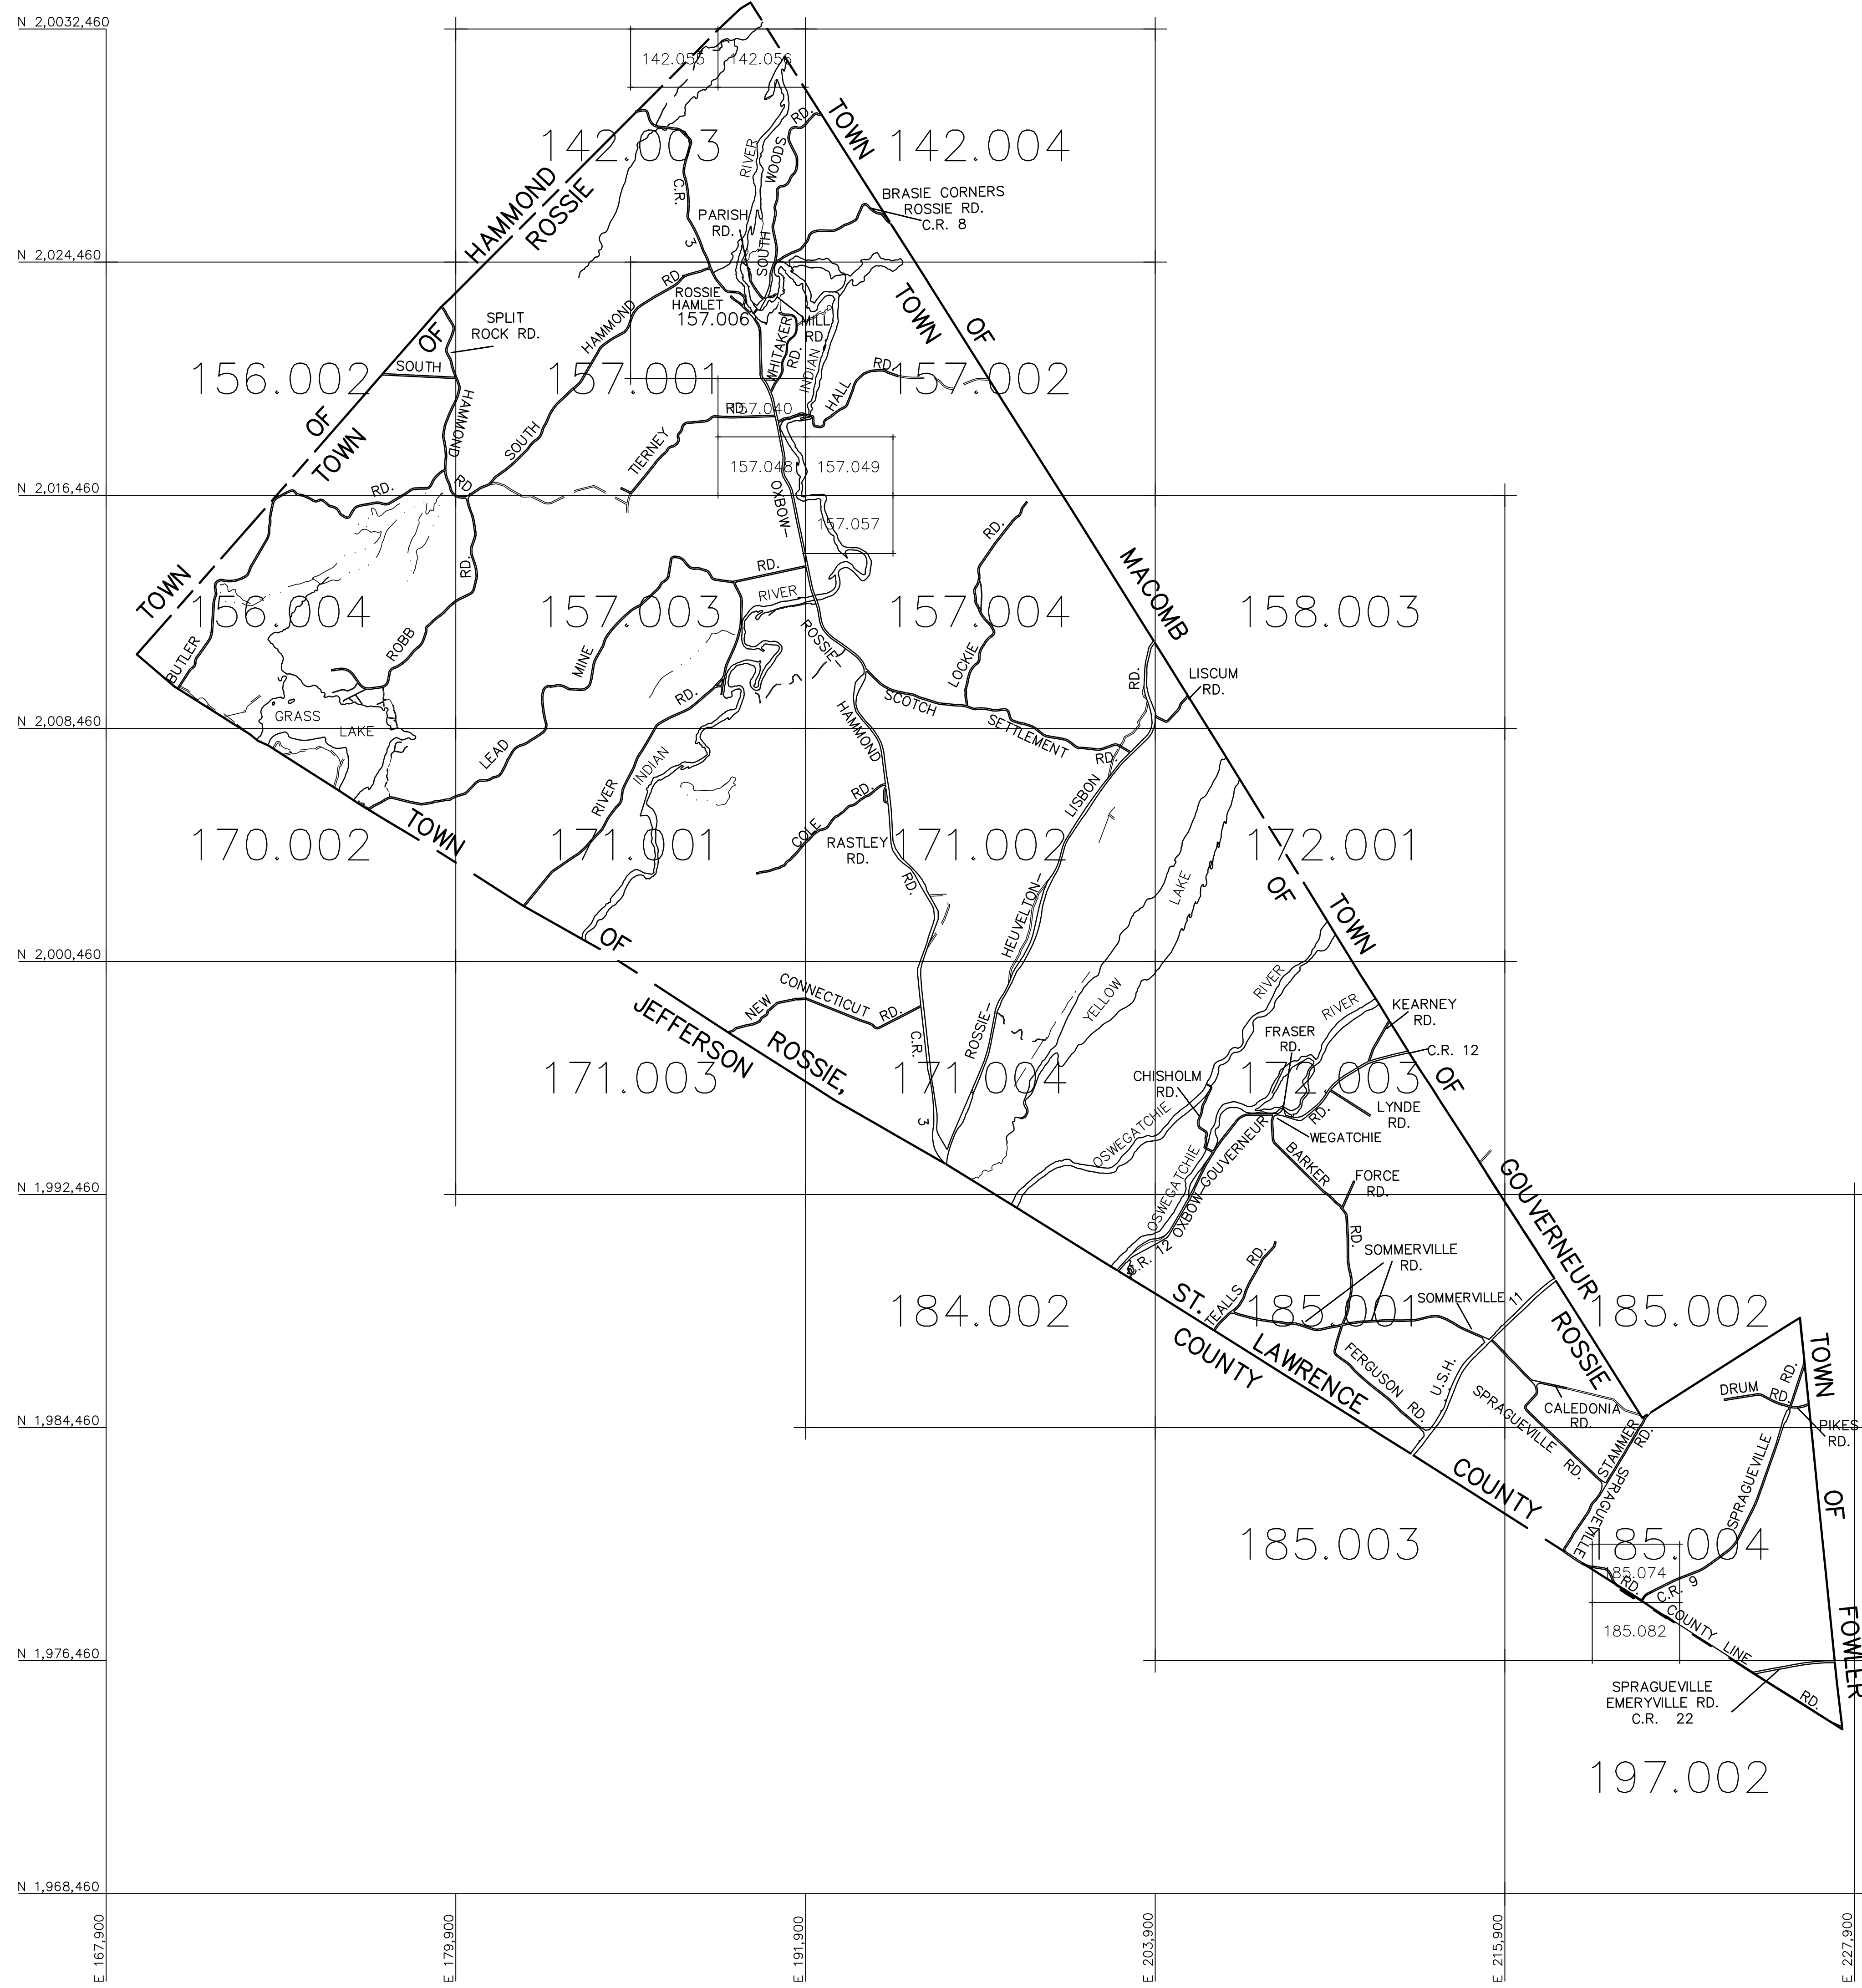 N 2,0032,460
142.055
142.056
142.003
142.004
TOWN
OF
MACOMB
HAMMOND
ROSSIE
C.R.
3
RIVER
SOUTH
WOODS
RD.
BRASIE CORNERS
ROSSIE RD.
C.R. 8
PARISH
RD.
N 2,024,460
ROSSIE
HAMLET
157.006
MILL
RD.
WHITAKER
RD.
INDIAN
TOWN
OF
SPLIT
ROCK RD.
SOUTH
HAMMOND
RD.
SOUTH
HAMMOND
RD.
156.002
157.001
157.002
HALL
RD.
157.040
TIERNEY
RD.
157.048
157.049
157.057
OXBOW-
ROSSIE-
HAMMOND
RD.
C.R.
3
N 2,016,460
TOWN
OF
TOWN
OF
RD
ROBB
RD.
BUTLER
156.004
157.003
157.004
158.003
RIVER
LEAD
MINE
RD.
LOCKIE
RD.
LISCUM
RD.
GRASS
LAKE
N 2,008,460
SCOTCH
SETTLEMENT
RD.
RIVER
RD.
INDIAN
COLE
RD.
RASTLEY
RD.
ROSSIE-
HEUVELTON-
LISBON
RD.
170.002
171.001
171.002
172.001
YELLOW
LAKE
TOWN
OF
ROSSIE,
ST.
LAWRENCE
COUNTY
JEFFERSON
COUNTY
N 2,000,460
NEW
CONNECTICUT
RD.
TOWN
OF
GOUVERNEUR
ROSSIE
171.003
171.004
172.003
OSWEGATCHIE
RIVER
OSWEGATCHIE
RIVER
KEARNEY
RD.
C.R. 12
FRASER
RD.
CHISHOLM
RD.
LYNDE
RD.
WEGATCHIE
C.R. 12
OXBOW-GOUVERNEUR
RD.
BARKER
RD.
FORCE
RD.
N 1,992,460
TEALLS
RD.
SOMMERVILLE
RD.
SOMMERVILLE
U.S.H.
11
184.002
185.001
185.002
FERGUSON
RD.
SPRAGUEVILLE
RD.
CALEDONIA
RD.
STAMMER
RD.
DRUM
RD.
RD.
PIKES
RD.
TOWN
OF
FOWLER
N 1,984,460
SPRAGUEVILLE
RD.
SPRAGUEVILLE
C.R. 9
185.003
185.004
185.074
185.082
COUNTY
LINE
RD.
N 1,976,460
SPRAGUEVILLE
EMERYVILLE RD.
C.R. 22
197.002
N 1,968,460
E 167,900
E 179,900
E 191,900
E 203,900
E 215,900
E 227,900